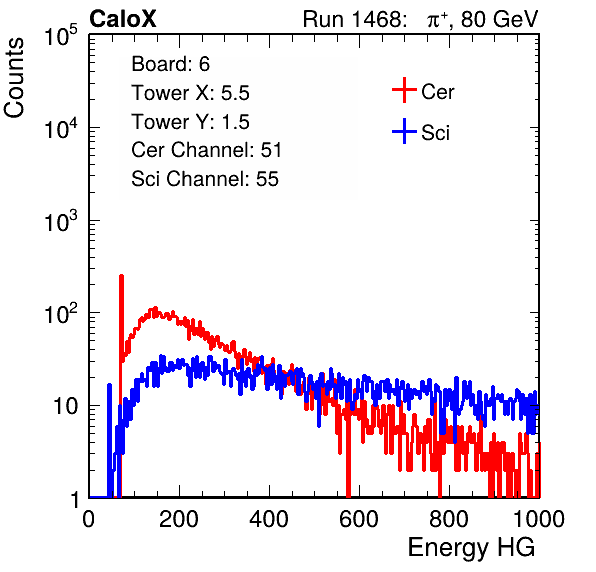 CaloX Run 1468: π⁺, 80 GeV
Counts
10⁵
10⁴
10³
10²
10
1
Board: 6
Tower X: 5.5
Tower Y: 1.5
Cer Channel: 51
Sci Channel: 55
Cer
Sci
0 200 400 600 800 1000
Energy HG